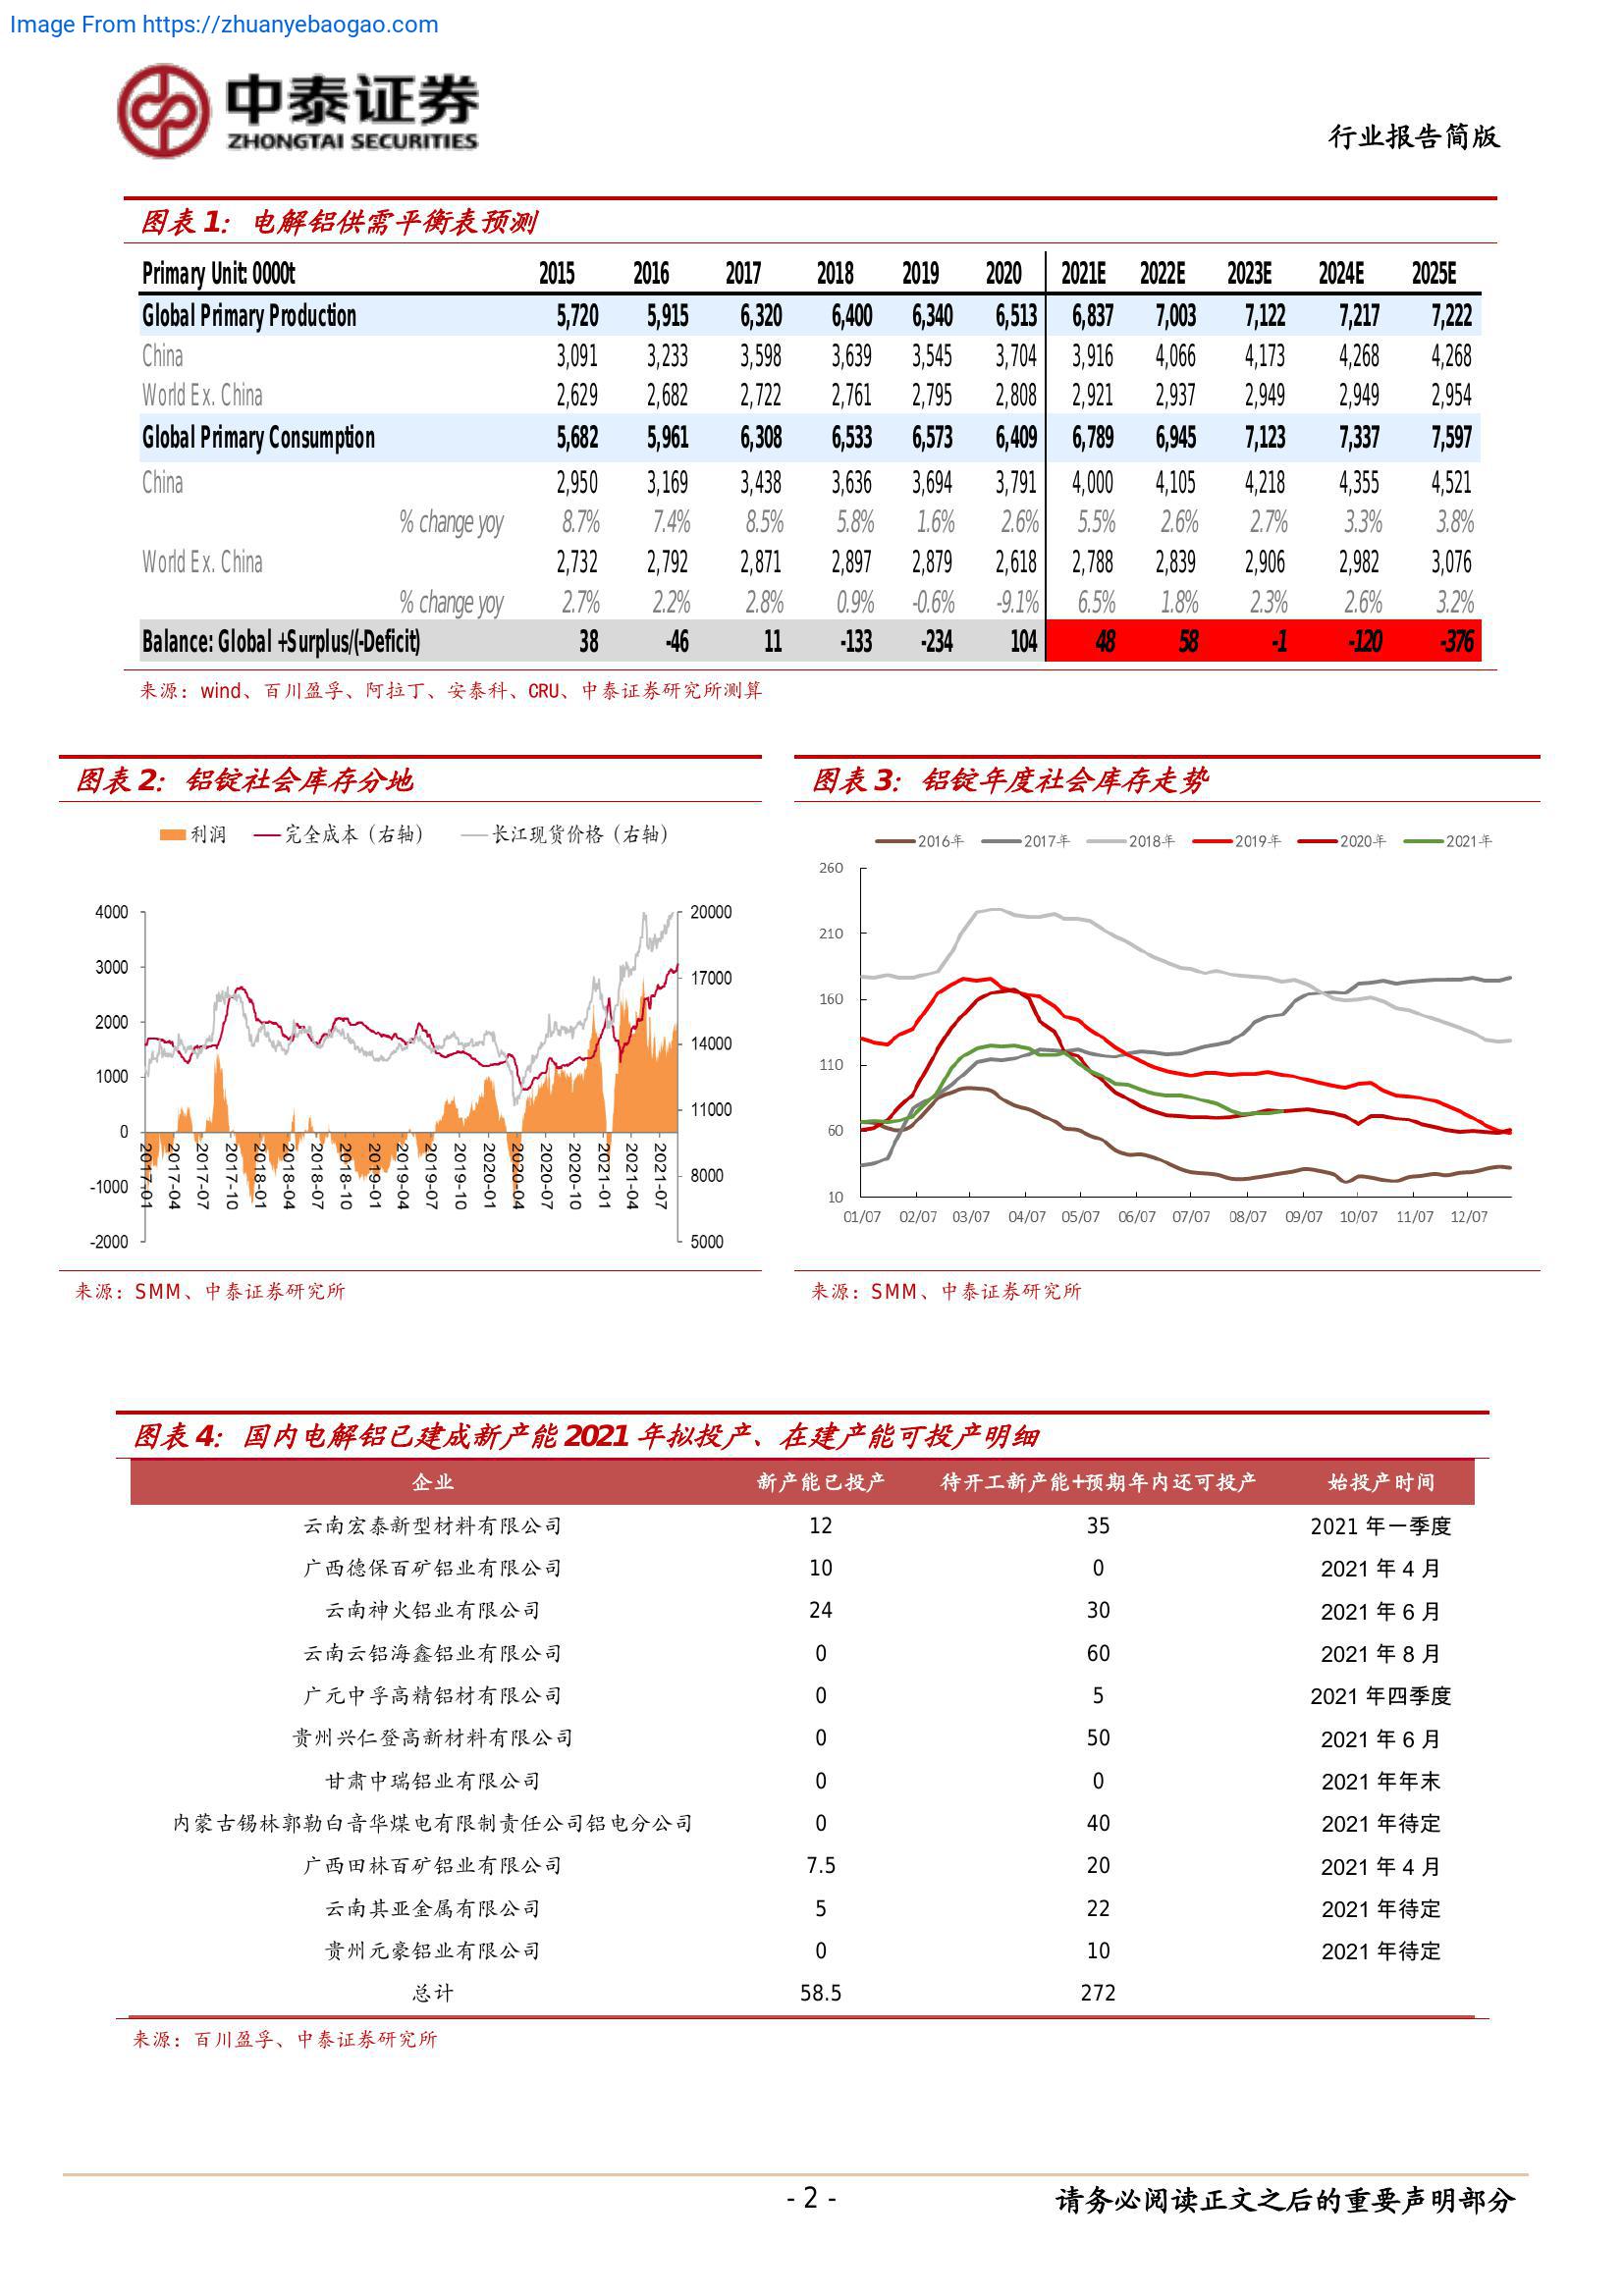 Image From https://zhuanyebaogao.com
中泰证券
ZHONGTAI SECURITIES
行业报告简版
图表 1：电解铝供需平衡表预测
Primary Unit: 0000t 2015 2016 2017 2018 2019 2020 2021E 2022E 2023E 2024E 2025E
Global Primary Production 5,720 5,915 6,320 6,400 6,340 6,513 6,837 7,003 7,122 7,217 7,222
China 3,091 3,233 3,598 3,639 3,545 3,704 3,916 4,066 4,173 4,268 4,268
World Ex. China 2,629 2,682 2,722 2,761 2,795 2,808 2,921 2,937 2,949 2,949 2,954
Global Primary Consumption 5,682 5,961 6,308 6,533 6,573 6,409 6,789 6,945 7,123 7,337 7,597
China 2,950 3,169 3,438 3,636 3,694 3,791 4,000 4,105 4,218 4,355 4,521
% change yoy 8.7% 7.4% 8.5% 5.8% 1.6% 2.6% 5.5% 2.6% 2.7% 3.3% 3.8%
World Ex. China 2,732 2,792 2,871 2,897 2,879 2,618 2,788 2,839 2,906 2,982 3,076
% change yoy 2.7% 2.2% 2.8% 0.9% -0.6% -9.1% 6.5% 1.8% 2.3% 2.6% 3.2%
Balance: Global +Surplus/(-Deficit) 38 -46 11 -133 -234 104 48 58 -1 -120 -376
来源：wind、百川盈孚、阿拉丁、安泰科、CRU、中泰证券研究所测算
图表 2：铝锭社会库存分地
利润 完全成本（右轴） 长江现货价格（右轴）
4000
3000
2000
1000
0
-1000
-2000
20000
17000
14000
11000
8000
5000
2017-01 2017-04 2017-07 2017-10 2018-01 2018-04 2018-07 2018-10 2019-01 2019-04 2019-07 2019-10 2020-01 2020-04 2020-07 2020-10 2021-01 2021-04 2021-07
来源：SMM、中泰证券研究所
图表 3：铝锭年度社会库存走势
2016年 2017年 2018年 2019年 2020年 2021年
260
210
160
110
60
10
01/07 02/07 03/07 04/07 05/07 06/07 07/07 08/07 09/07 10/07 11/07 12/07
来源：SMM、中泰证券研究所
图表 4：国内电解铝已建成新产能 2021 年拟投产、在建产能可投产明细
企业 新产能已投产 待开工新产能+预期年内还可投产 始投产时间
云南宏泰新型材料有限公司 12 35 2021 年一季度
广西德保百矿铝业有限公司 10 0 2021 年 4 月
云南神火铝业有限公司 24 30 2021 年 6 月
云南云铝海鑫铝业有限公司 0 60 2021 年 8 月
广元中孚高精铝材有限公司 0 5 2021 年四季度
贵州兴仁登高新材料有限公司 0 50 2021 年 6 月
甘肃中瑞铝业有限公司 0 0 2021 年年末
内蒙古锡林郭勒白音华煤电有限制责任公司铝电分公司 0 40 2021 年待定
广西田林百矿铝业有限公司 7.5 20 2021 年 4 月
云南其亚金属有限公司 5 22 2021 年待定
贵州元豪铝业有限公司 0 10 2021 年待定
总计 58.5 272
来源：百川盈孚、中泰证券研究所
- 2 -
请务必阅读正文之后的重要声明部分